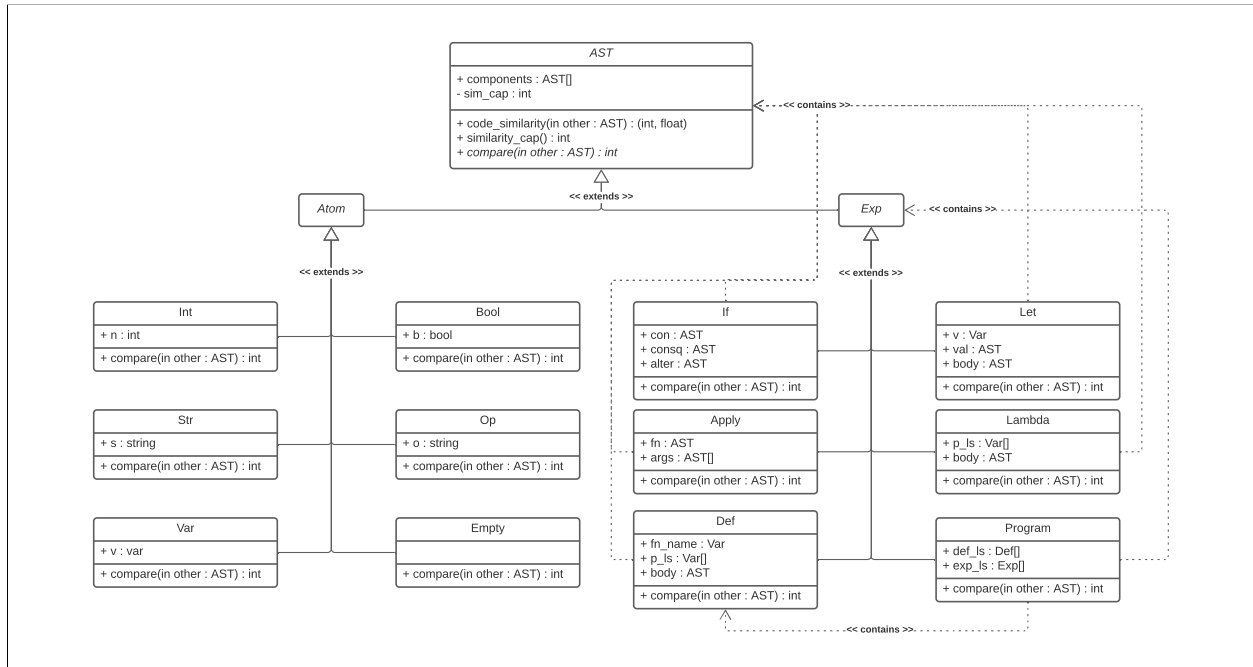 AST
+ components : AST[]
- sim_cap : int
+ code_similarity(in other : AST) : (int, float)
+ similarity_cap() : int
+ compare(in other : AST) : int
<< contains >>
<< extends >>
Atom
Exp
<< contains >>
<< extends >>
<< extends >>
Int
+ n : int
+ compare(in other : AST) : int
Bool
+ b : bool
+ compare(in other : AST) : int
If
+ con : AST
+ consq : AST
+ alter : AST
+ compare(in other : AST) : int
Let
+ v : Var
+ val : AST
+ body : AST
+ compare(in other : AST) : int
Str
+ s : string
+ compare(in other : AST) : int
Op
+ o : string
+ compare(in other : AST) : int
Apply
+ fn : AST
+ args : AST[]
+ compare(in other : AST) : int
Lambda
+ p_ls : Var[]
+ body : AST
+ compare(in other : AST) : int
Var
+ v : var
+ compare(in other : AST) : int
Empty
+ compare(in other : AST) : int
Def
+ fn_name : Var
+ p_ls : Var[]
+ body : AST
+ compare(in other : AST) : int
Program
+ def_ls : Def[]
+ exp_ls : Exp[]
+ compare(in other : AST) : int
<< contains >>